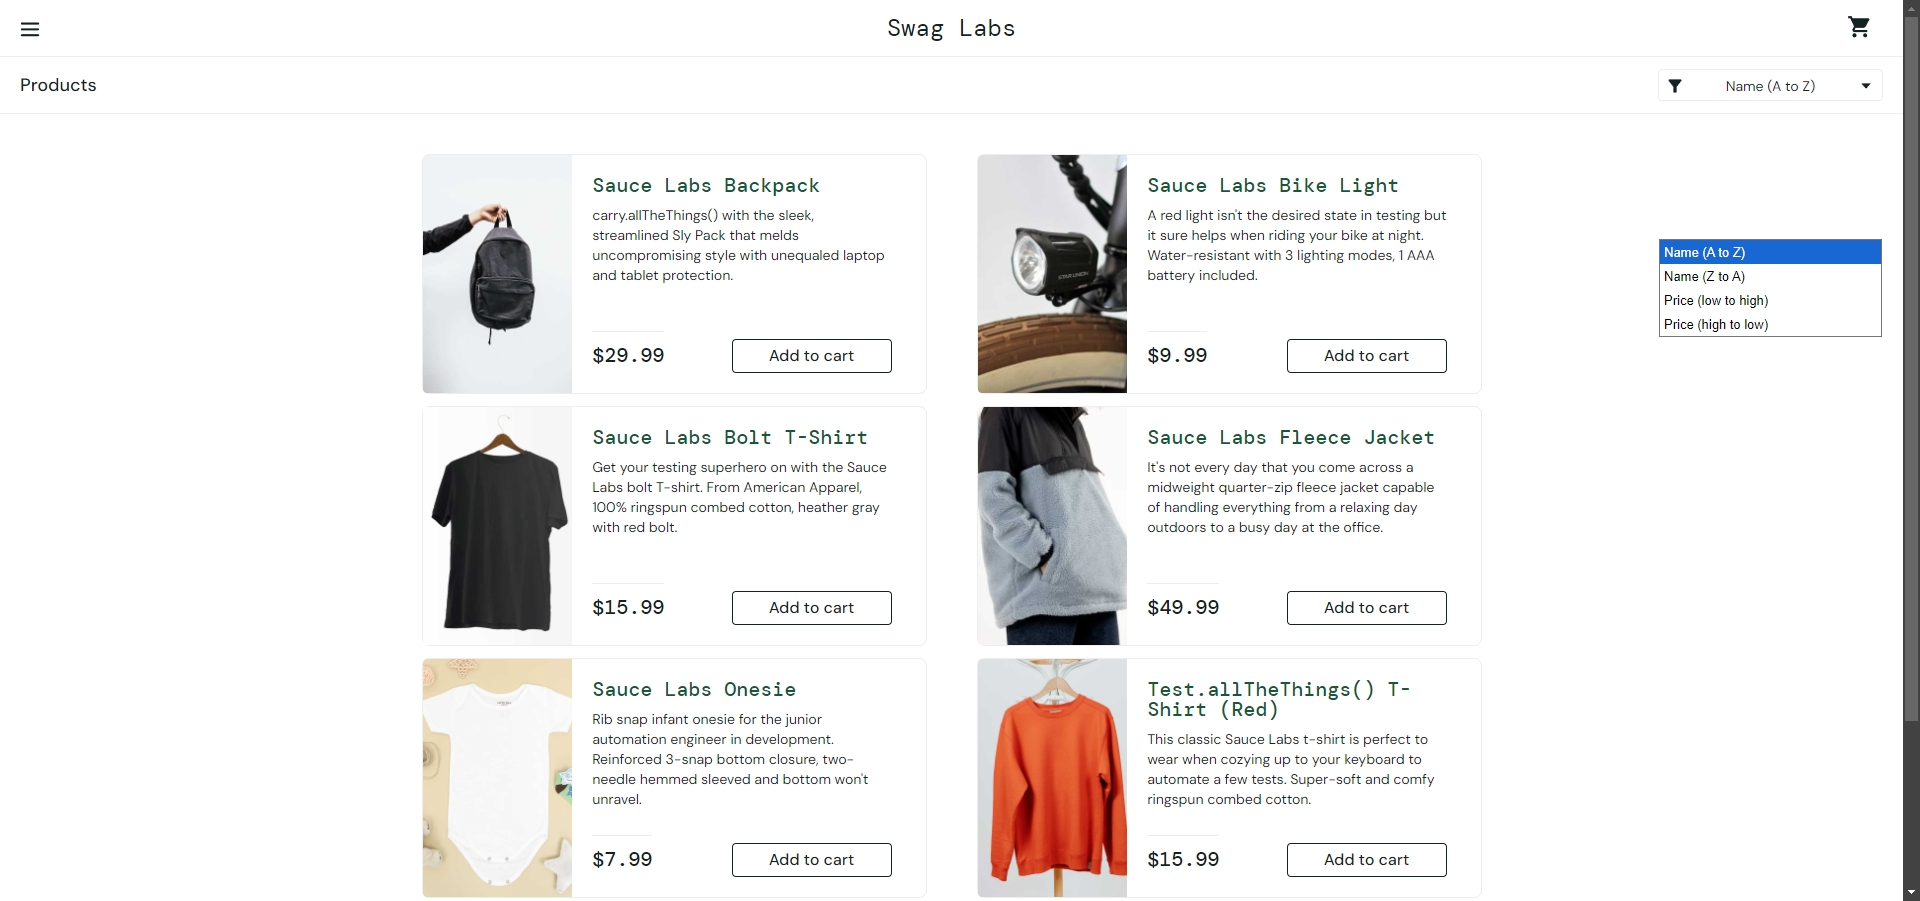 Swag Labs
Products
Name (A to Z)
Sauce Labs Backpack
carry.allTheThings() with the sleek,
streamlined Sly Pack that melds
uncompromising style with unequaled laptop
and tablet protection.
$29.99
Add to cart
Sauce Labs Bike Light
A red light isn't the desired state in testing but
it sure helps when riding your bike at night.
Water-resistant with 3 lighting modes, 1 AAA
battery included.
$9.99
Add to cart
STAR UNION
Name (A to Z)
Name (Z to A)
Price (low to high)
Price (high to low)
Sauce Labs Bolt T-Shirt
Get your testing superhero on with the Sauce
Labs bolt T-shirt. From American Apparel,
100% ringspun combed cotton, heather gray
with red bolt.
$15.99
Add to cart
Sauce Labs Fleece Jacket
It's not every day that you come across a
midweight quarter-zip fleece jacket capable
of handling everything from a relaxing day
outdoors to a busy day at the office.
$49.99
Add to cart
Sauce Labs Onesie
Rib snap infant onesie for the junior
automation engineer in development.
Reinforced 3-snap bottom closure, two-
needle hemmed sleeved and bottom won't
unravel.
$7.99
Add to cart
Test.allTheThings() T-
Shirt (Red)
This classic Sauce Labs t-shirt is perfect to
wear when cozying up to your keyboard to
automate a few tests. Super-soft and comfy
ringspun combed cotton.
$15.99
Add to cart